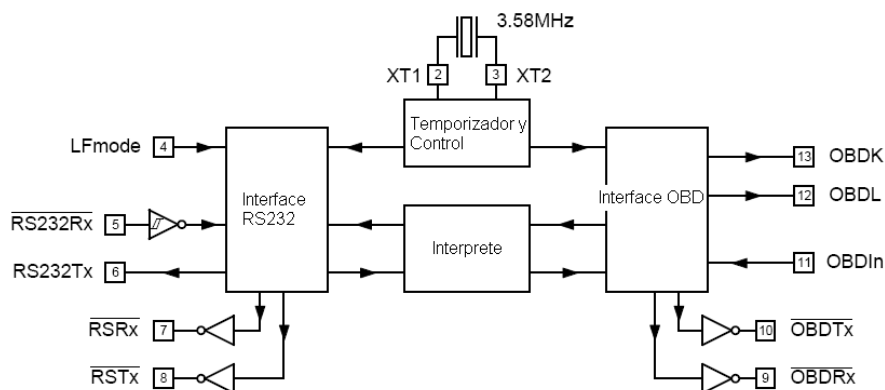 3.58MHz
XT1 2 3 XT2
Temporizador y
Control
LFmode 4
Interface
RS232
Interface OBD
13 OBDK
12 OBDL
RS232Rx 5
Interprete
RS232Tx 6
11 OBDIn
RSRx 7
10 OBDTx
RSTx 8
9 OBDRx